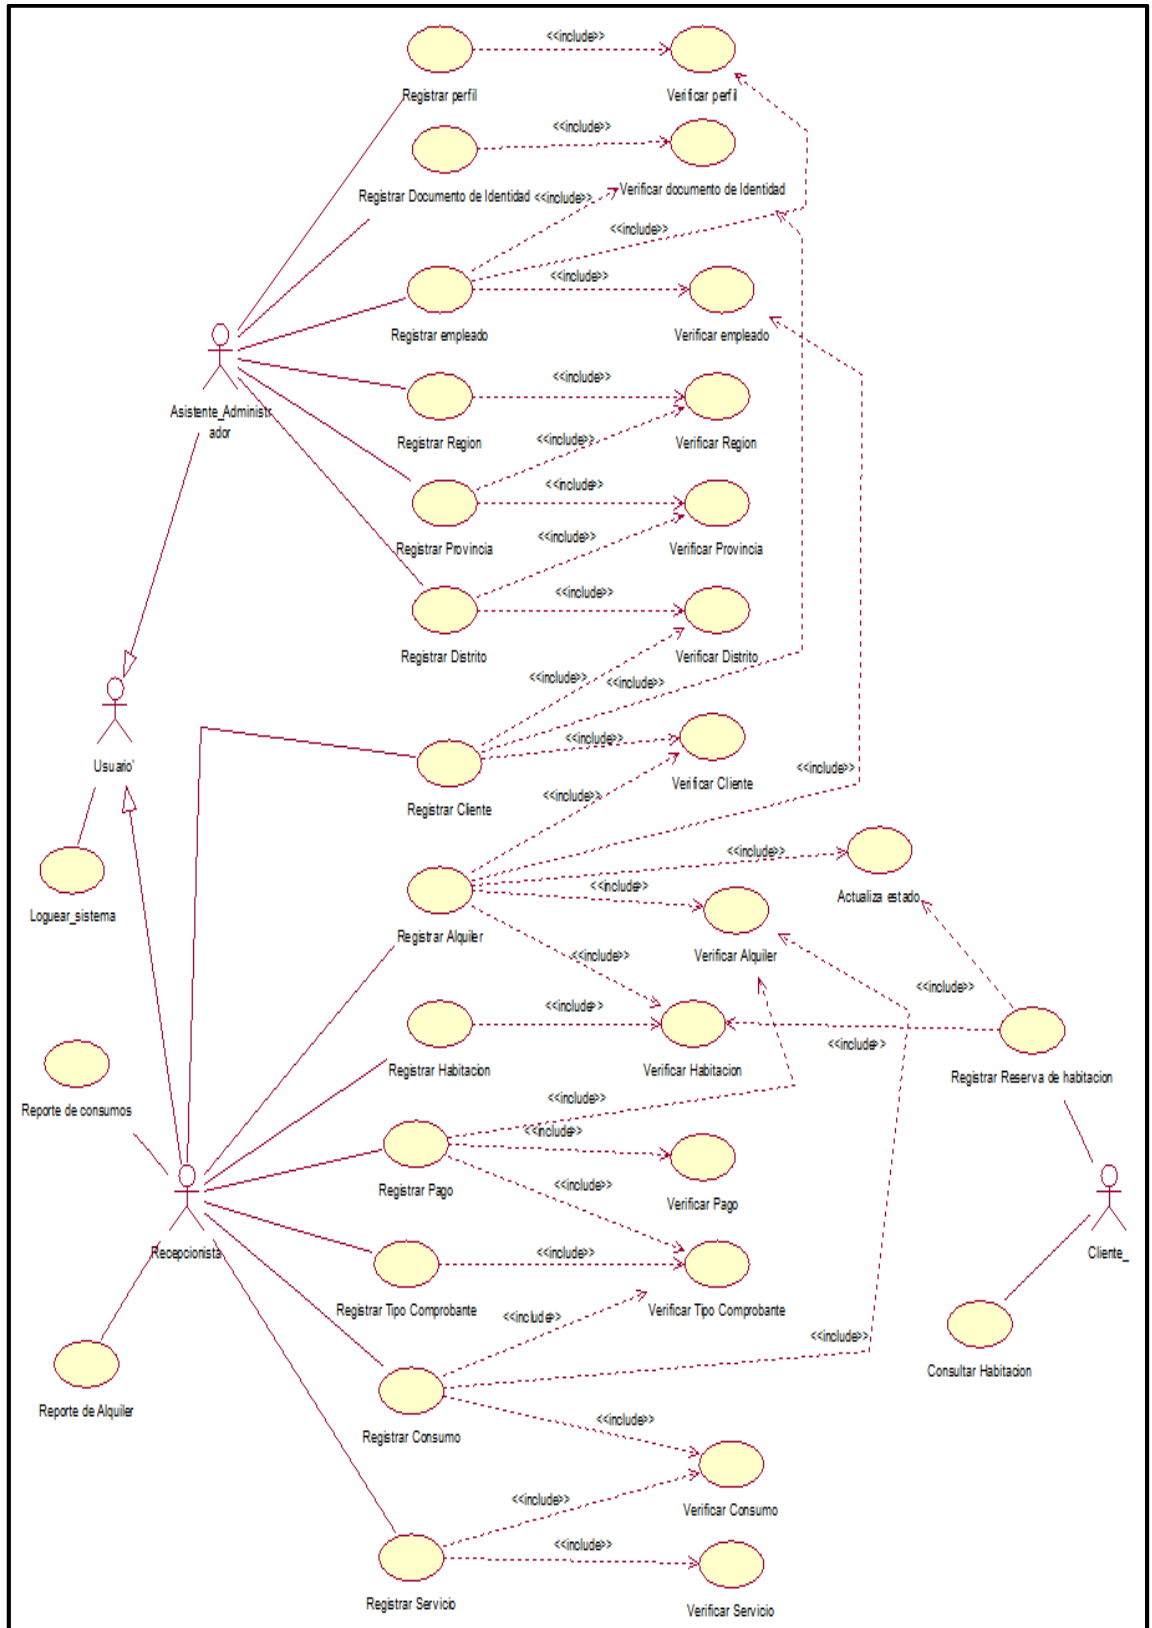 <<include>>
Registrar perfil
Verificar perfil
<<include>>
Registrar Documento de Identidad
<<include>>
Verificar documento de Identidad
<<include>>
<<include>>
Registrar empleado
Verificar empleado
Asistente_Administr
ador
<<include>>
Registrar Region
<<include>>
Verificar Region
<<include>>
Registrar Provincia
<<include>>
Verificar Provincia
<<include>>
Registrar Distrito
Verificar Distrito
<<include>>
<<include>>
Usuario'
<<include>>
Registrar Cliente
Verificar Cliente
<<include>>
<<include>>
<<include>>
Loguear_sistema
<<include>>
Actualiza estado
Registrar Alquiler
Verificar Alquiler
<<include>>
<<include>>
<<include>>
<<include>>
Registrar Habitacion
Verificar Habitacion
Registrar Reserva de habitacion
Reporte de consumos
<<include>>
<<include>>
Registrar Pago
<<include>>
Verificar Pago
Recepcionista
<<include>>
Cliente_
Registrar Tipo Comprobante
<<include>>
Verificar Tipo Comprobante
<<include>>
Consultar Habitacion
Reporte de Alquiler
Registrar Consumo
<<include>>
<<include>>
Verificar Consumo
<<include>>
Registrar Servicio
Verificar Servicio